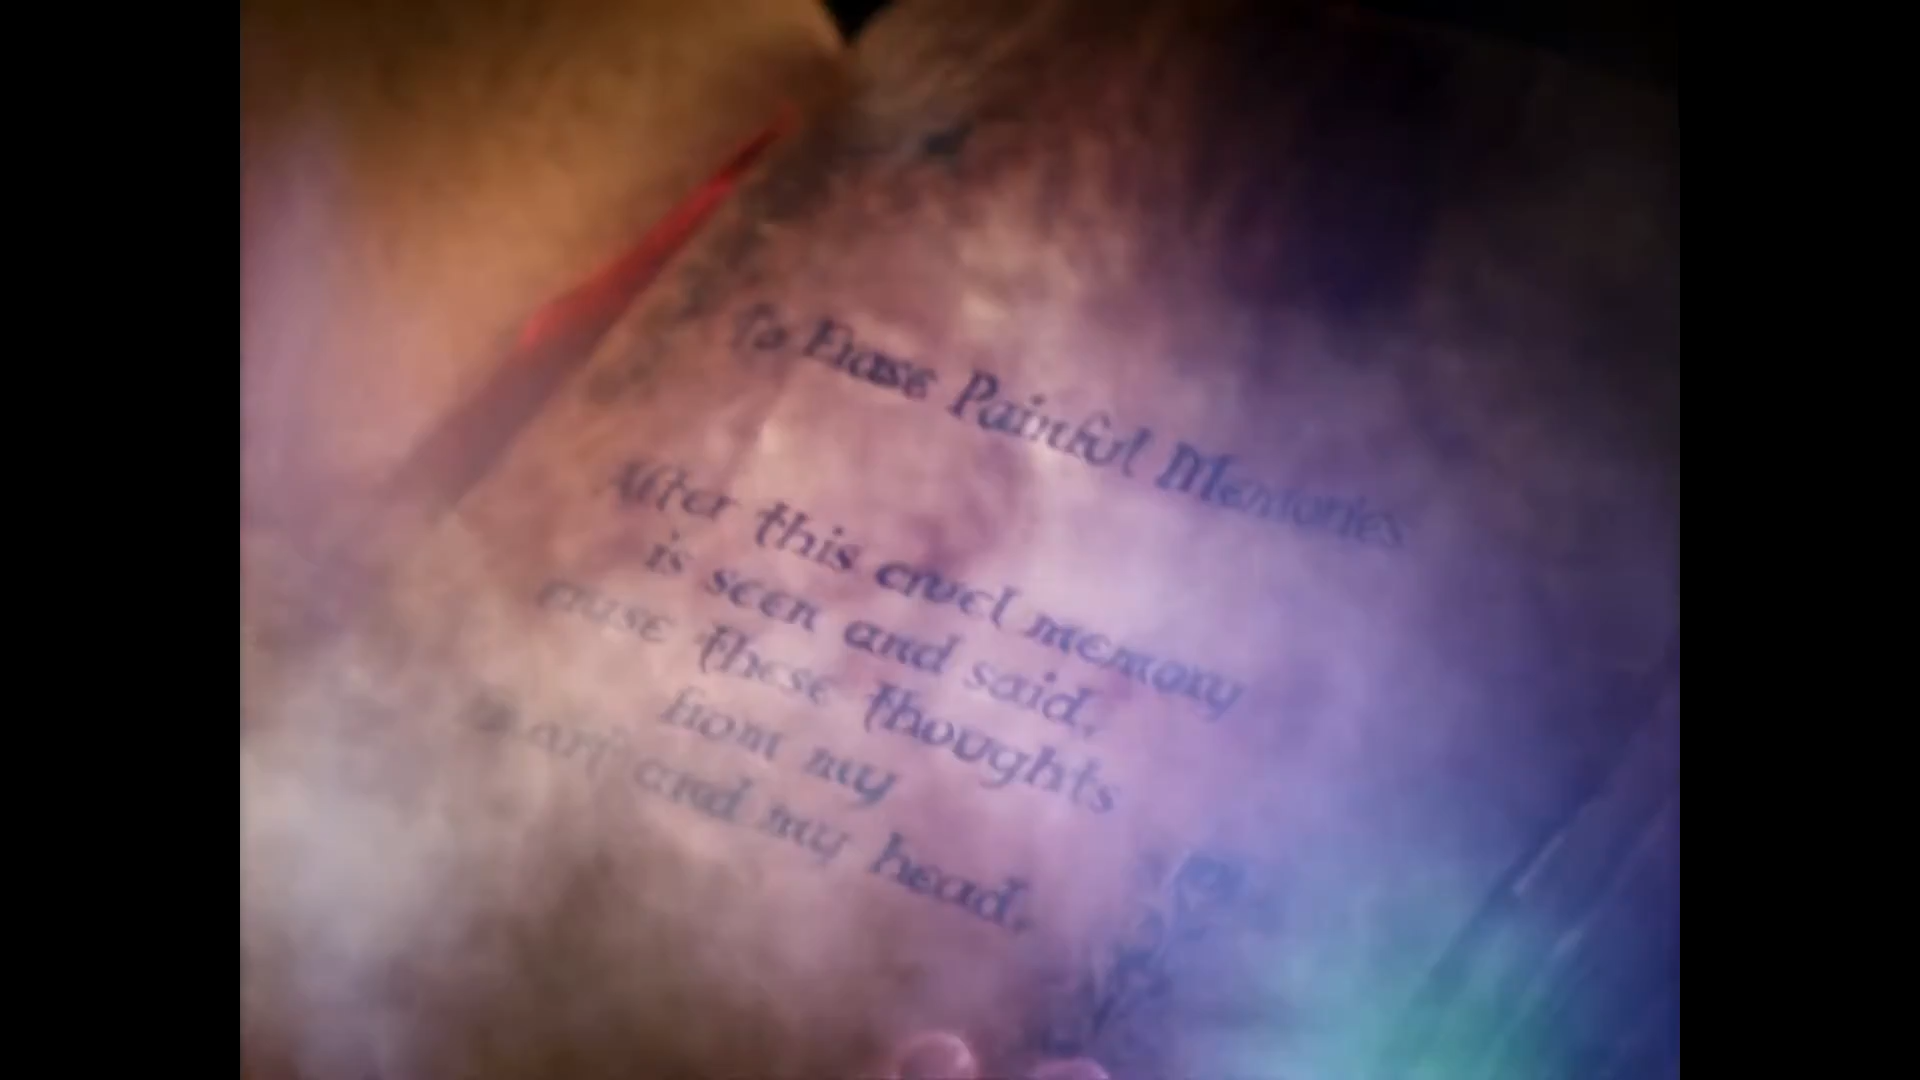 To Erase Painful Memories
After this cruel memory
is seen and said,
erase these thoughts
from my
heart and my head.